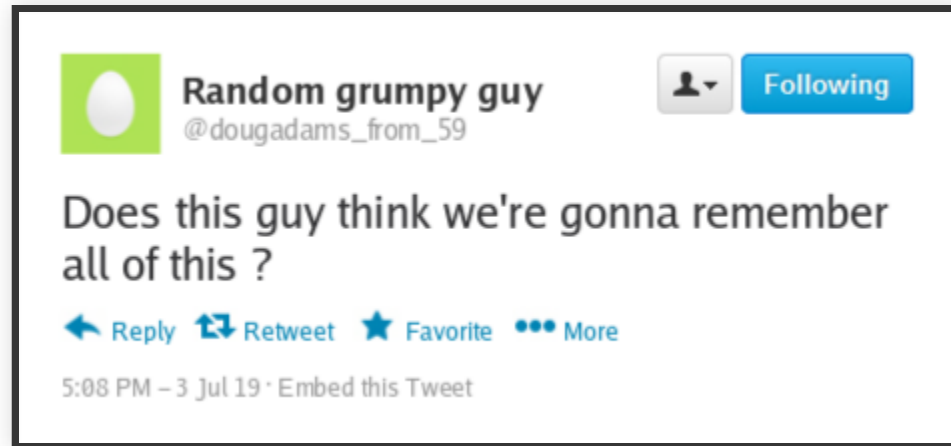 Random grumpy guy
Following
@dougadams_from_59
Does this guy think we're gonna remember
all of this ?
Reply Retweet Favorite More
5:08 PM – 3 Jul 19 · Embed this Tweet